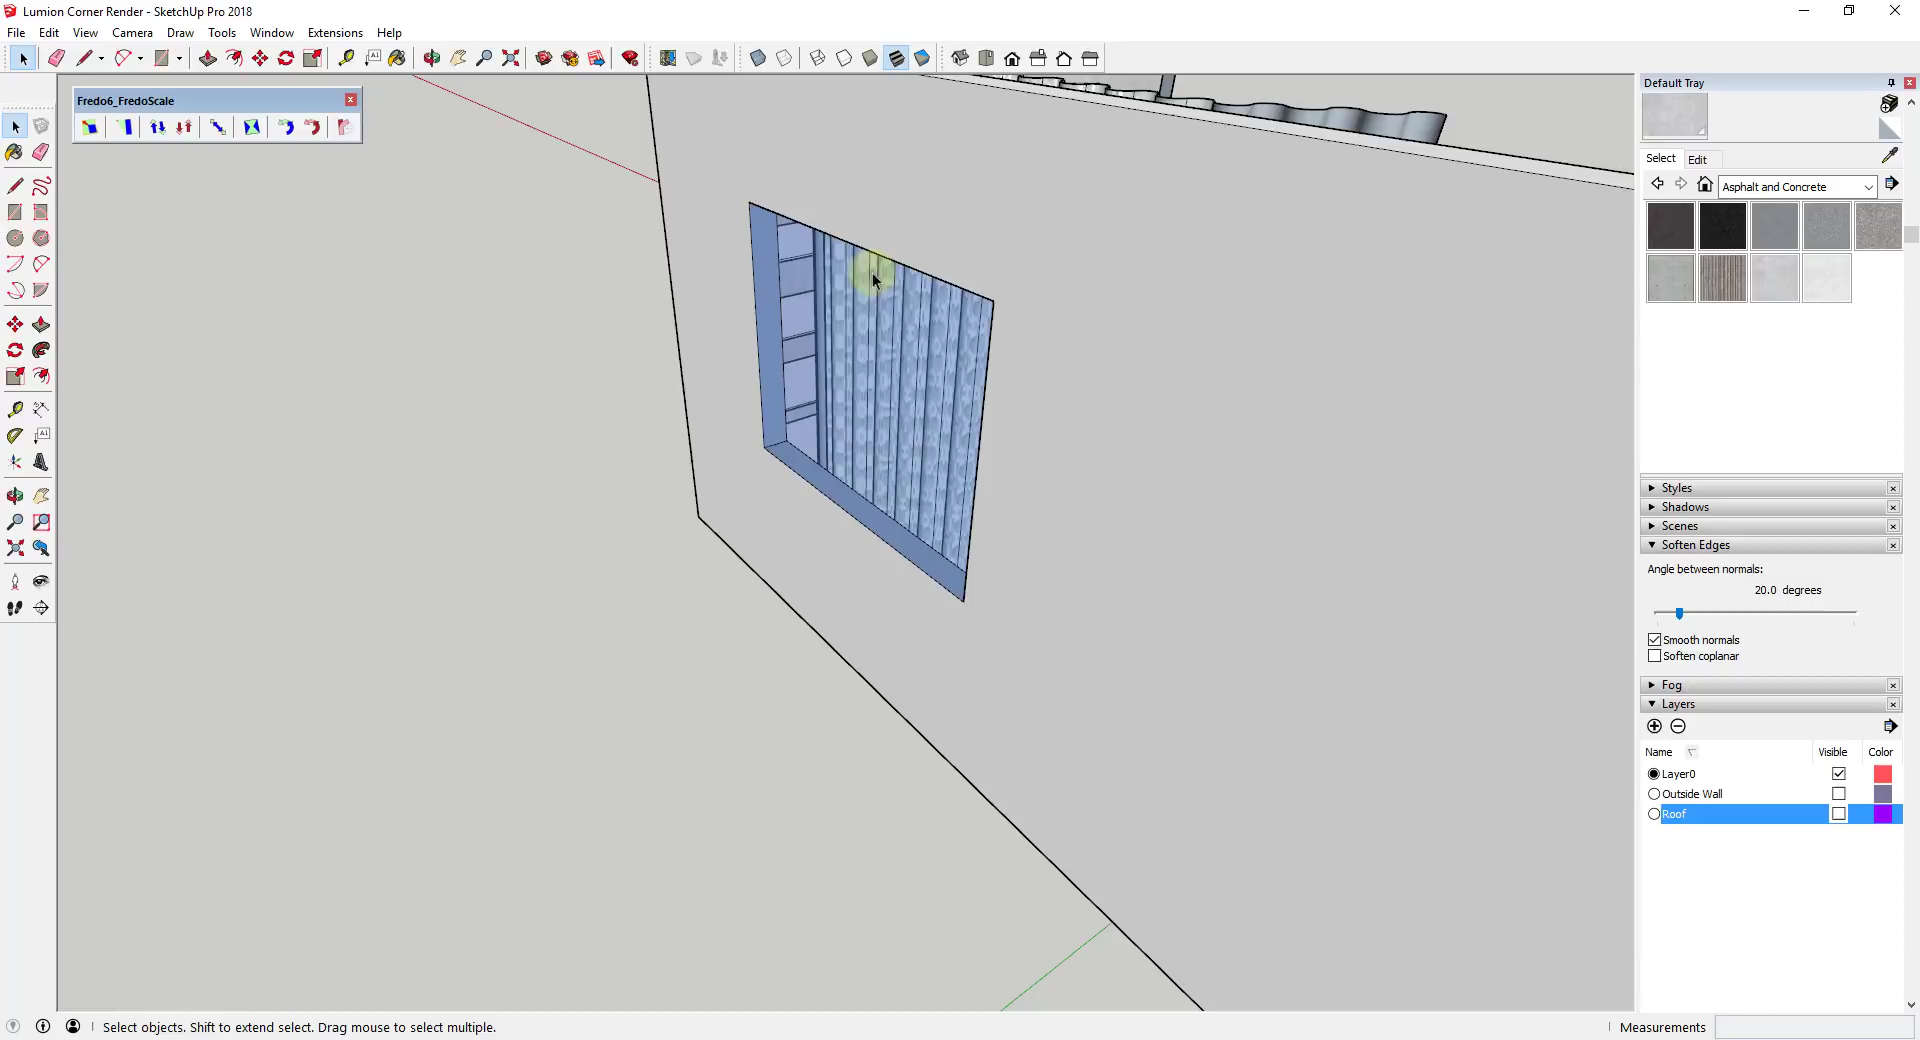 Lumion Corner Render - SketchUp Pro 2018
File Edit View Camera Draw Tools Window Extensions Help
Default Tray
Fredo6_FredoScale
Select Edit
Asphalt and Concrete
Styles
Shadows
Scenes
Soften Edges
Angle between normals:
20.0 degrees
Smooth normals
Soften coplanar
Fog
Layers
Name Visible Color
Layer0
Outside Wall
Roof
Select objects. Shift to extend select. Drag mouse to select multiple.
Measurements